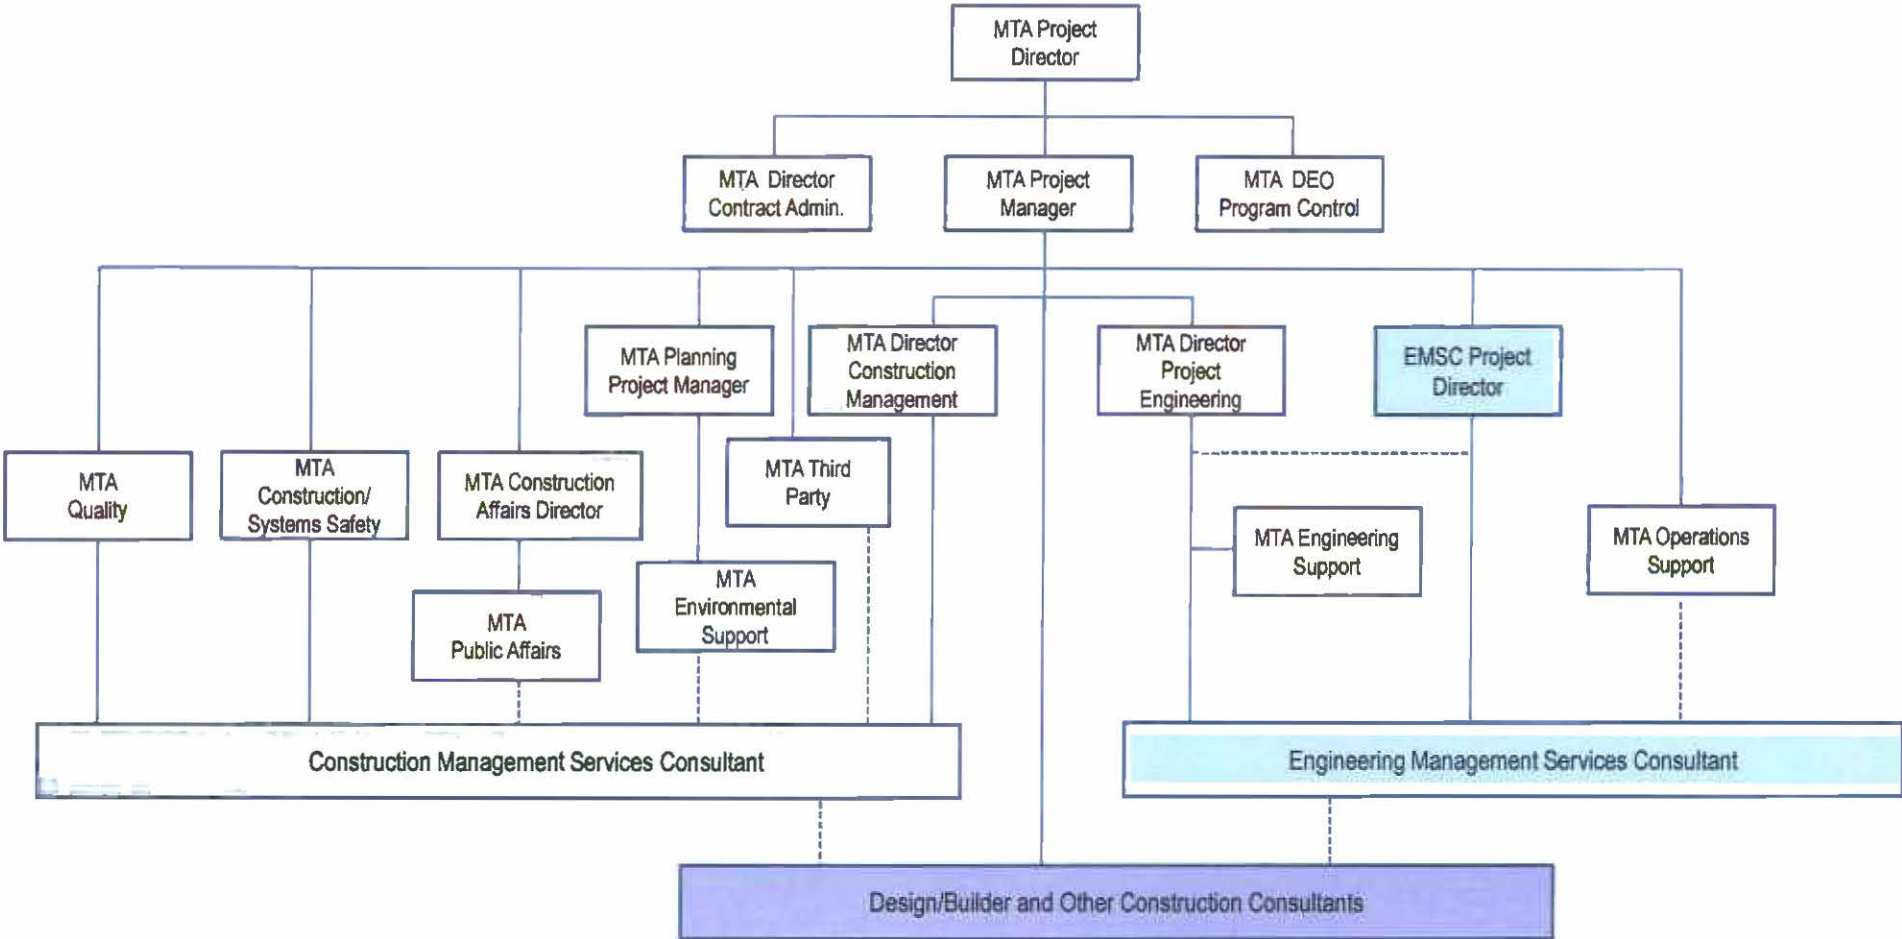 MTA Project
Director
MTA Director
Contract Admin.
MTA Project
Manager
MTA DEO
Program Control
MTA Planning
Project Manager
MTA Director
Construction
Management
MTA Director
Project
Engineering
EMSC Project
Director
MTA
Quality
MTA
Construction/
Systems Safety
MTA Construction
Affairs Director
MTA Third
Party
MTA Engineering
Support
MTA Operations
Support
MTA
Public Affairs
MTA
Environmental
Support
Construction Management Services Consultant
Engineering Management Services Consultant
Design/Builder and Other Construction Consultants